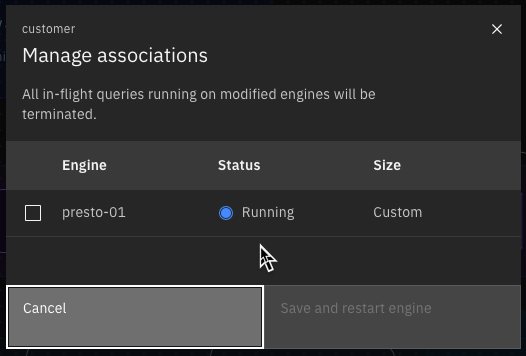 customer
Manage associations
All in-flight queries running on modified engines will be
terminated.
Engine Status Size
presto-01 Running Custom
Cancel Save and restart engine